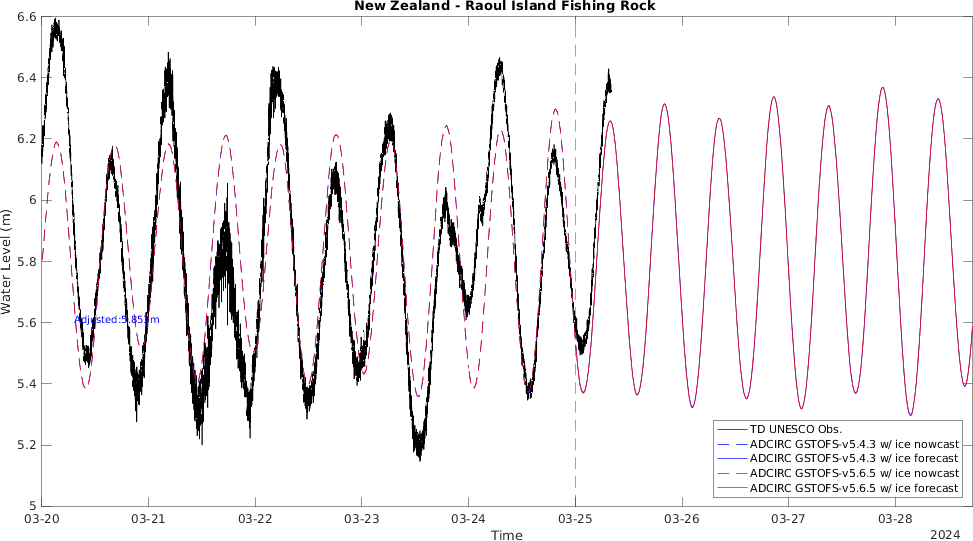 New Zealand - Raoul Island Fishing Rock
Water Level (m)
6.6
6.4
6.2
6
5.8
5.6
5.4
5.2
5
Adjusted:5.853m
TD UNESCO Obs.
ADCIRC GSTOFS-v5.4.3 w/ ice nowcast
ADCIRC GSTOFS-v5.4.3 w/ ice forecast
ADCIRC GSTOFS-v5.6.5 w/ ice nowcast
ADCIRC GSTOFS-v5.6.5 w/ ice forecast
03-20 03-21 03-22 03-23 03-24 03-25 03-26 03-27 03-28
Time
2024